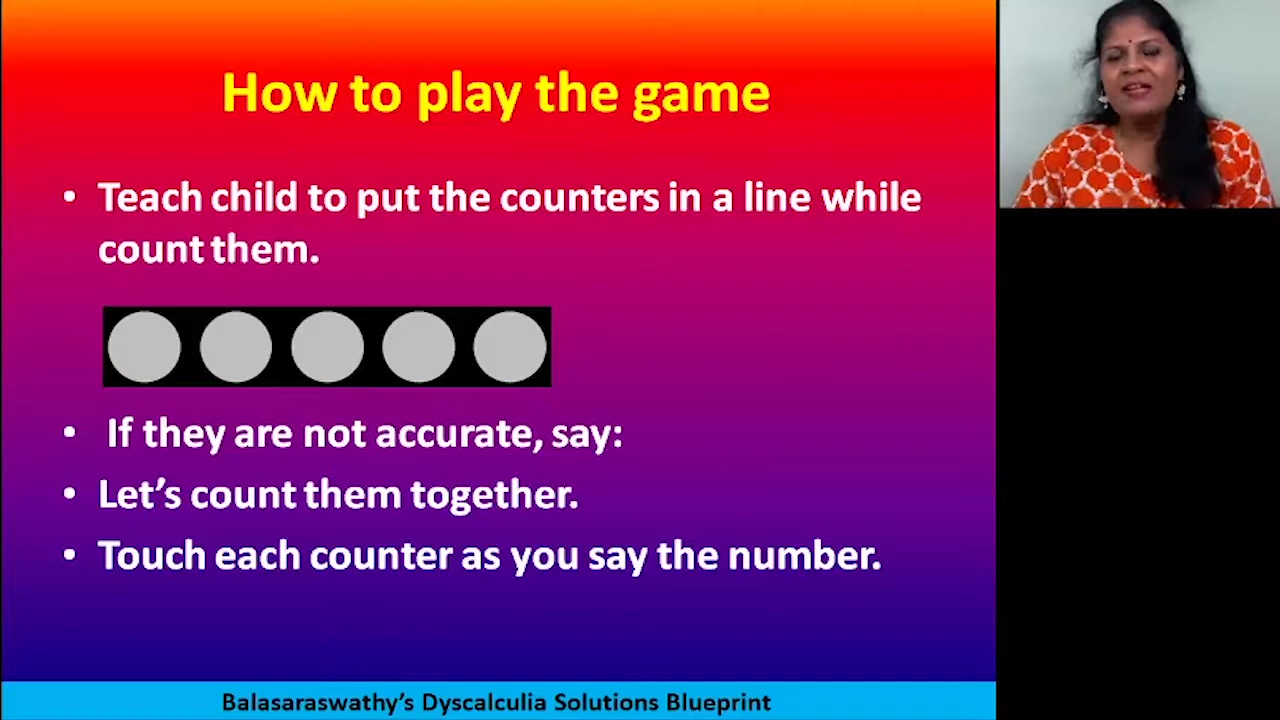 How to play the game
• Teach child to put the counters in a line while
count them.
• If they are not accurate, say:
• Let's count them together.
• Touch each counter as you say the number.
Balasaraswathy's Dyscalculia Solutions Blueprint